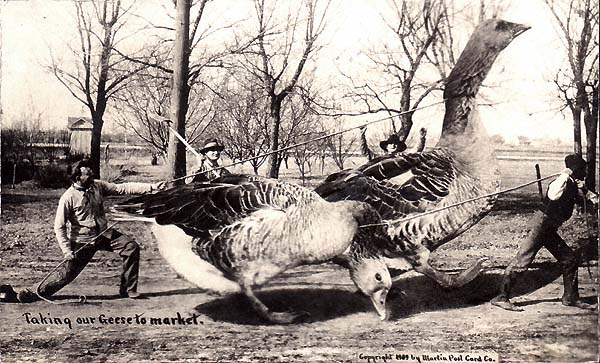 Taking our Geese to market.
Copyright 1909 by Martin Post Card Co.